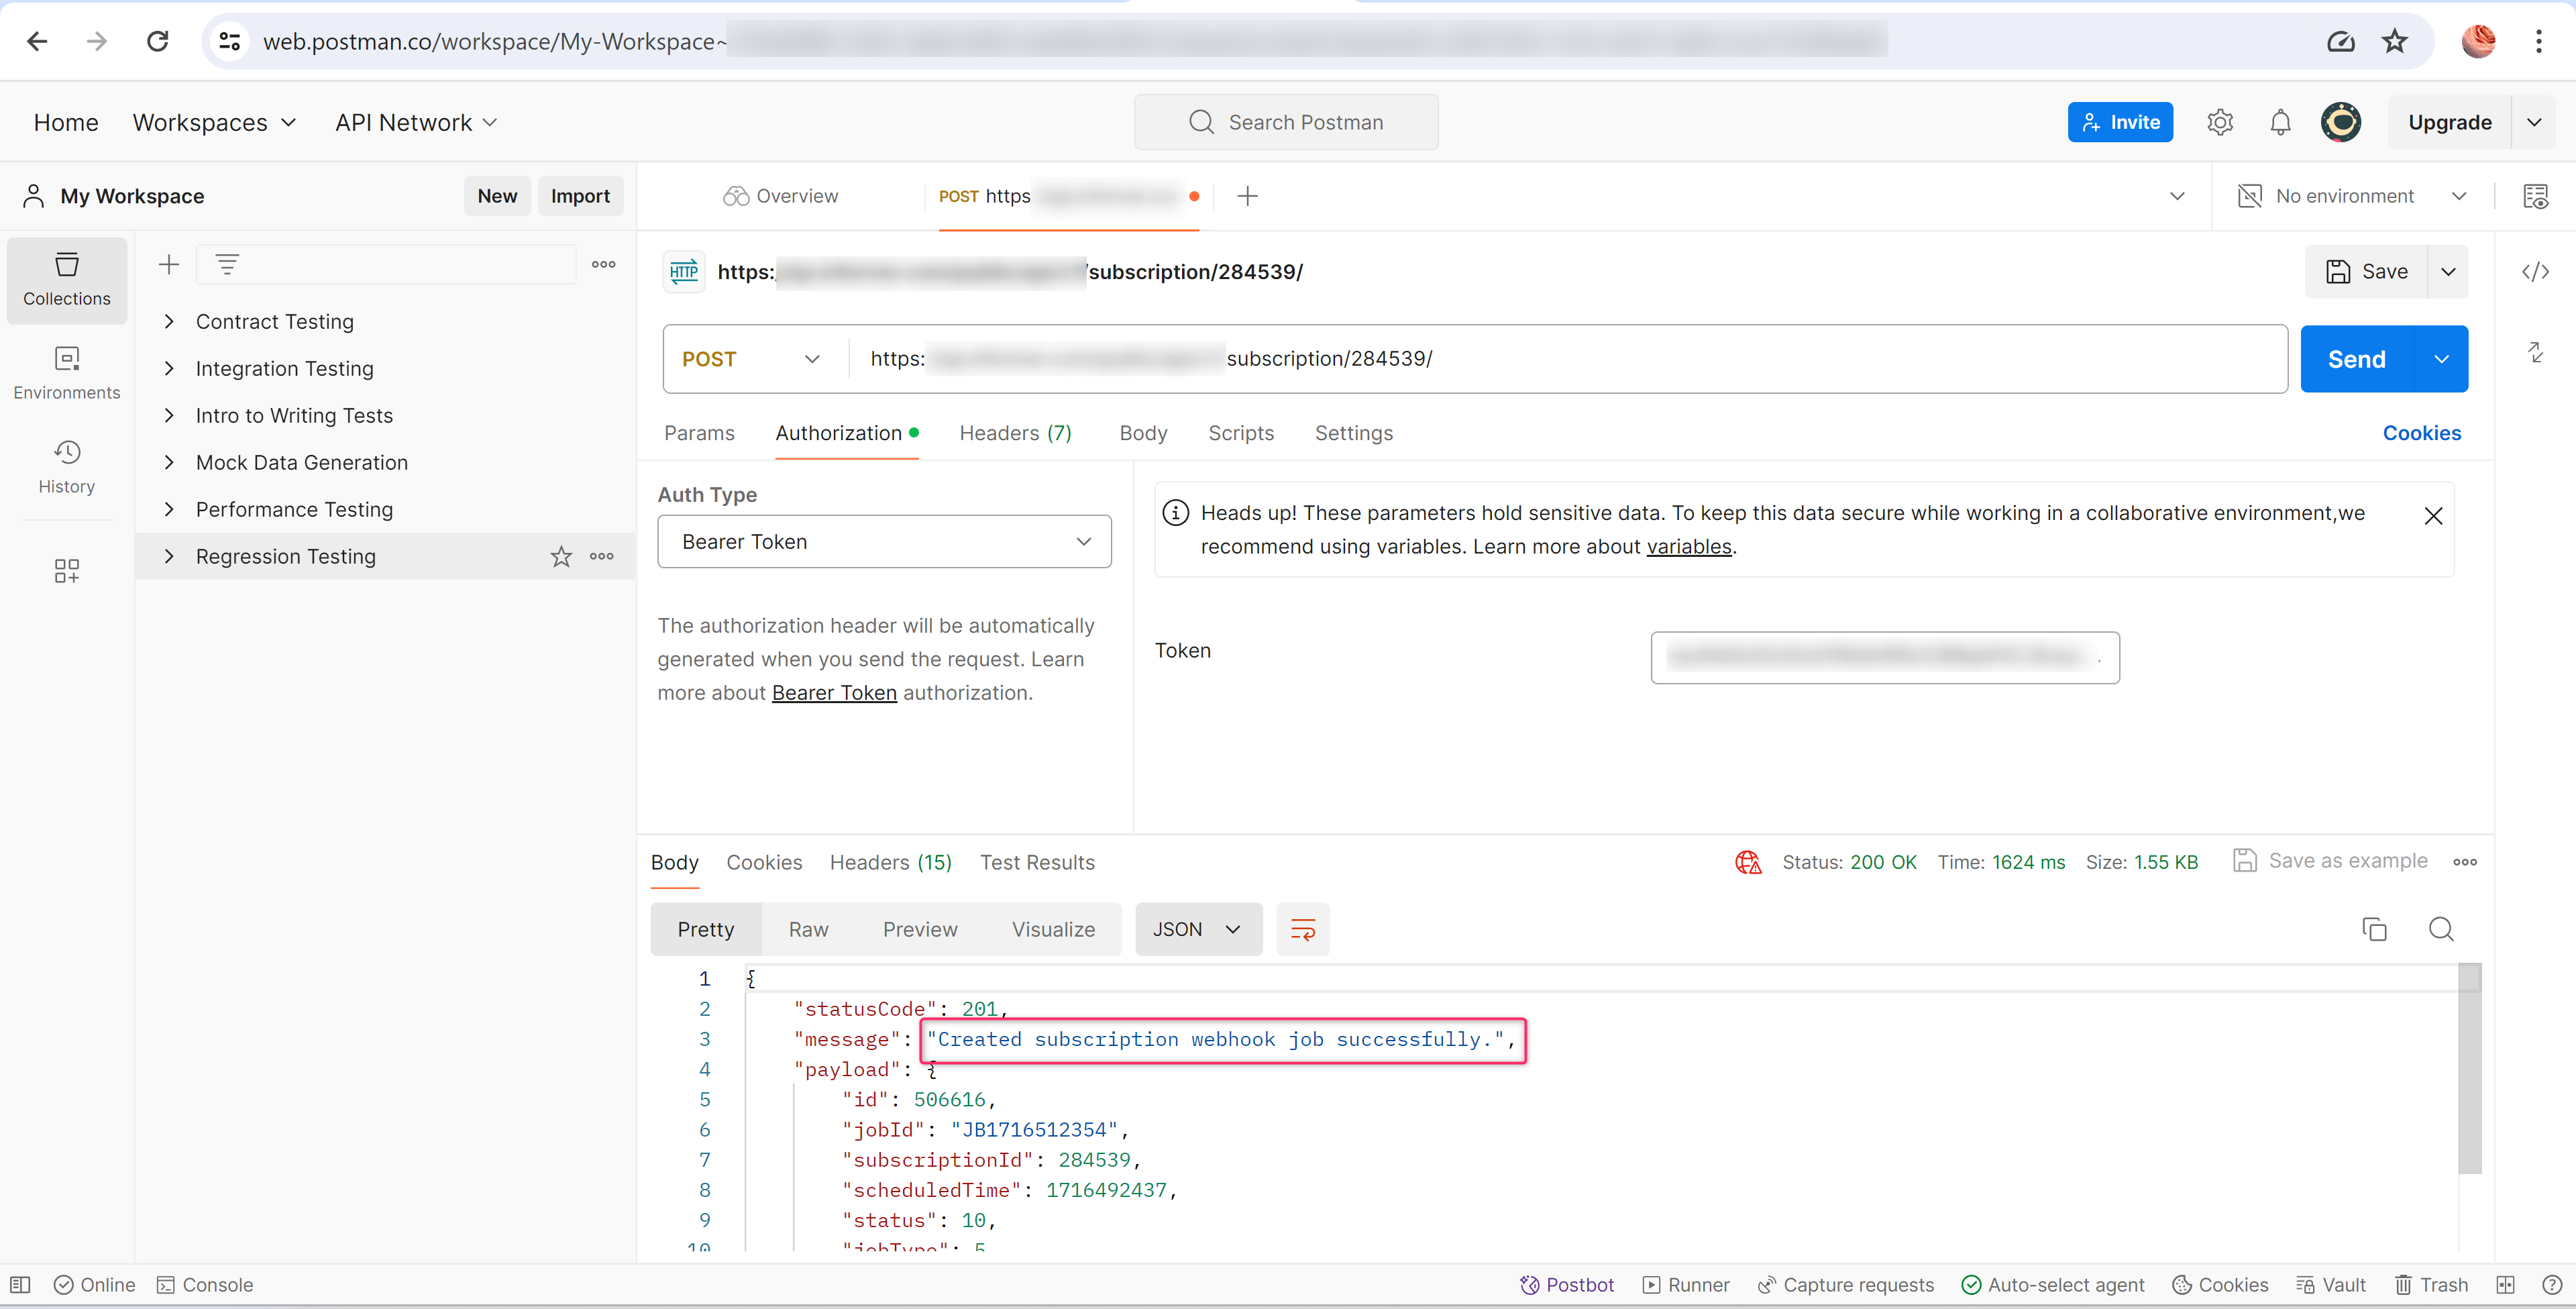 web.postman.co/workspace/My-Workspace~
Home Workspaces API Network Search Postman Invite Upgrade
My Workspace New Import Overview POST https No environment
Collections
Environments
History
Contract Testing
Integration Testing
Intro to Writing Tests
Mock Data Generation
Performance Testing
Regression Testing
HTTP https: /subscription/284539/ Save
POST https: subscription/284539/ Send
Params Authorization Headers (7) Body Scripts Settings Cookies
Auth Type
Bearer Token
The authorization header will be automatically
generated when you send the request. Learn
more about Bearer Token authorization.
Heads up! These parameters hold sensitive data. To keep this data secure while working in a collaborative environment,we
recommend using variables. Learn more about variables.
Token
Body Cookies Headers (15) Test Results Status: 200 OK Time: 1624 ms Size: 1.55 KB Save as example
Pretty Raw Preview Visualize JSON
1 {
2 "statusCode": 201,
3 "message": "Created subscription webhook job successfully.",
4 "payload": {
5 "id": 506616,
6 "jobId": "JB1716512354",
7 "subscriptionId": 284539,
8 "scheduledTime": 1716492437,
9 "status": 10,
10 "jobType": 5
Online Console Postbot Runner Capture requests Auto-select agent Cookies Vault Trash